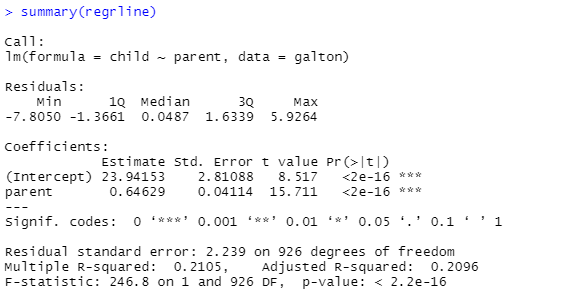 > summary(regrline)
Call:
lm(formula = child ~ parent, data = galton)
Residuals:
    Min      1Q  Median      3Q     Max
-7.8050 -1.3661  0.0487  1.6339  5.9264
Coefficients:
            Estimate Std. Error t value Pr(>|t|)
(Intercept) 23.94153    2.81088   8.517   <2e-16 ***
parent       0.64629    0.04114  15.711   <2e-16 ***
---
Signif. codes:  0 ‘***’ 0.001 ‘**’ 0.01 ‘*’ 0.05 ‘.’ 0.1 ‘ ’ 1
Residual standard error: 2.239 on 926 degrees of freedom
Multiple R-squared:  0.2105,    Adjusted R-squared:  0.2096
F-statistic: 246.8 on 1 and 926 DF,  p-value: < 2.2e-16